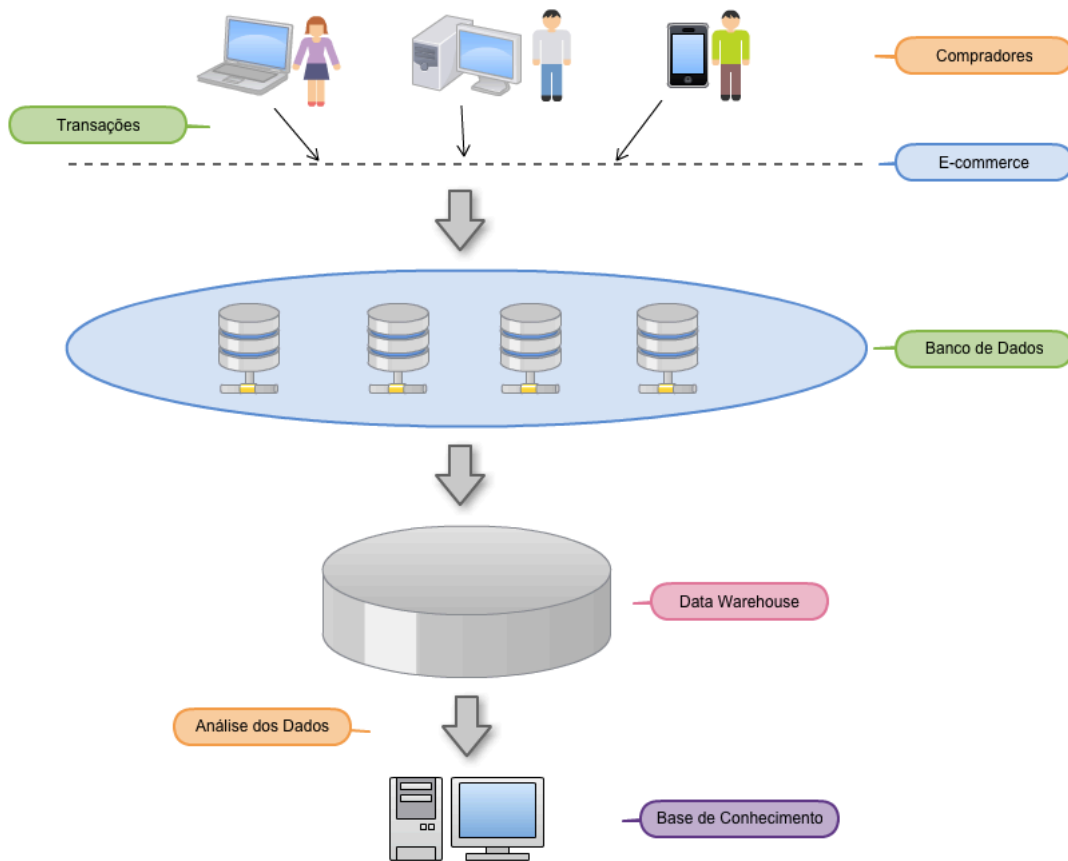 Compradores
Transações
E-commerce
Banco de Dados
Data Warehouse
Análise dos Dados
Base de Conhecimento